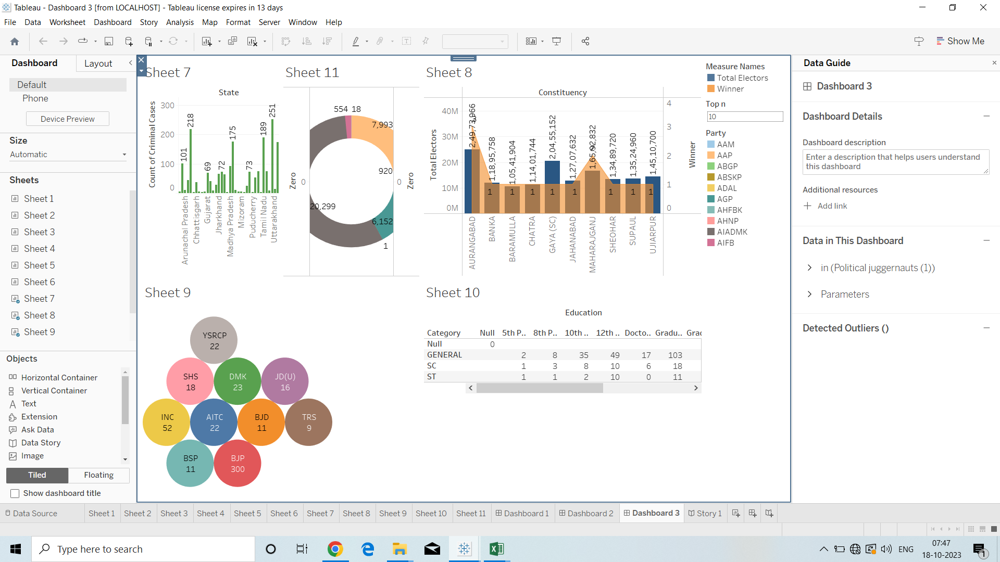 Tableau - Dashboard 3 [from LOCALHOST] - Tableau license expires in 13 days
File Data Worksheet Dashboard Story Analysis Map Format Server Window Help
Show Me
Dashboard Layout
Default
Phone
Device Preview
Size
Automatic
Sheets
Sheet 1
Sheet 2
Sheet 3
Sheet 4
Sheet 5
Sheet 6
Sheet 7
Sheet 8
Sheet 9
Objects
Horizontal Container
Vertical Container
Text
Extension
Ask Data
Data Story
Image
Tiled Floating
Show dashboard title
Sheet 7
State
Count of Criminal Cases
300
200
100
0
101
218
69
72
175
73
189
251
Arunachal Pradesh
Chhattisgarh
Gujarat
Jharkhand
Madhya Pradesh
Mizoram
Puducherry
Tamil Nadu
Uttarakhand
Sheet 11
554 18
7,993
920
Zero 0
0 Zero
20,299
6,152
1
Sheet 8
Constituency
Total Electors
40M
30M
20M
10M
0M
2,49,73,966
3
1,18,95,758
1,05,41,904
1,14,01,744
2,04,55,152
1,27,07,632
1,65,92,832
2
1,34,89,720
1,35,24,960
1,45,10,700
1 1 1 1 1 1 1 1
Winner
4
3
2
1
0
AURANGABAD
BANKA
BARAMULLA
CHATRA
GAYA (SC)
JAHANABAD
MAHARAJGANJ
SHEOHAR
SUPAUL
UJIARPUR
Measure Names
Total Electors
Winner
Top n
10
Party
AAM
AAP
ABGP
ABSKP
ADAL
AGP
AHFBK
AHNP
AIADMK
AIFB
Sheet 9
YSRCP
22
SHS
18
DMK
23
JD(U)
16
INC
52
AITC
22
BJD
11
TRS
9
BSP
11
BJP
300
Sheet 10
Education
Category Null 5th P.. 8th P.. 10th .. 12th .. Docto.. Gradu.. Grac
Null 0
GENERAL 2 8 35 49 17 103
SC 1 3 8 10 6 18
ST 1 1 2 10 0 11
Data Guide
Dashboard 3
Dashboard Details
Dashboard description
Enter a description that helps users understand
this dashboard
Additional resources
Add link
Data in This Dashboard
in (Political juggernauts (1))
Parameters
Detected Outliers ()
Data Source Sheet 1 Sheet 2 Sheet 3 Sheet 4 Sheet 5 Sheet 6 Sheet 7 Sheet 8 Sheet 9 Sheet 10 Sheet 11 Dashboard 1 Dashboard 2 Dashboard 3 Story 1
Type here to search
ENG
07:47
18-10-2023
1